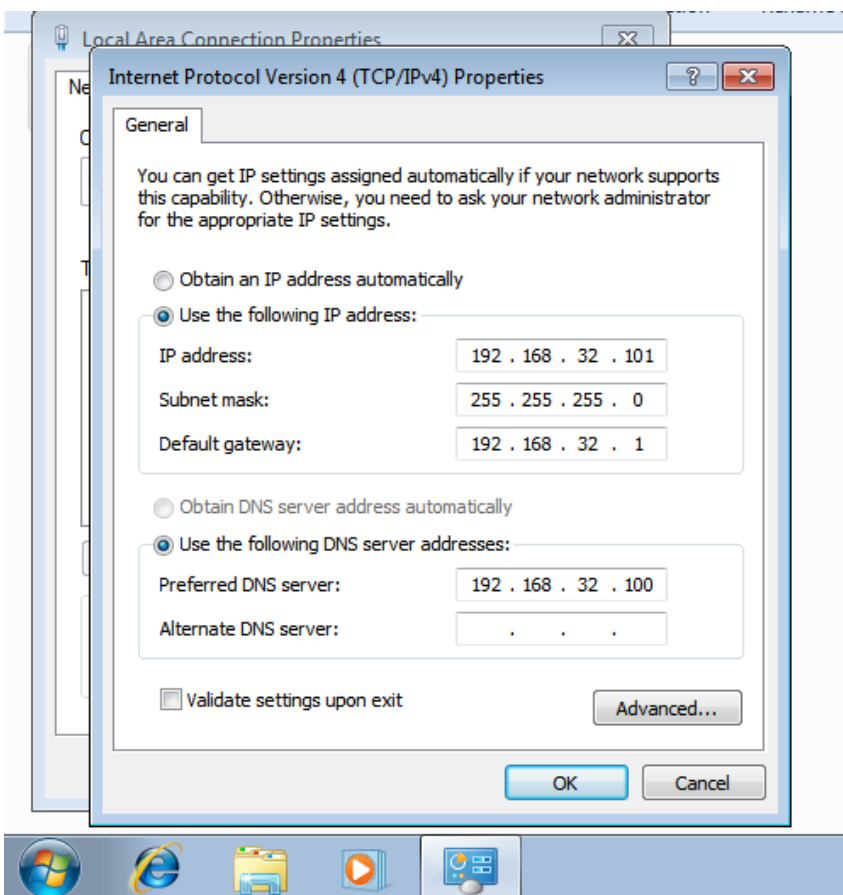 Local Area Connection Properties
Internet Protocol Version 4 (TCP/IPv4) Properties
Ne
General
You can get IP settings assigned automatically if your network supports
this capability. Otherwise, you need to ask your network administrator
for the appropriate IP settings.
Obtain an IP address automatically
Use the following IP address:
IP address: 192 . 168 . 32 . 101
Subnet mask: 255 . 255 . 255 . 0
Default gateway: 192 . 168 . 32 . 1
Obtain DNS server address automatically
Use the following DNS server addresses:
Preferred DNS server: 192 . 168 . 32 . 100
Alternate DNS server: . . .
Validate settings upon exit
Advanced...
OK Cancel